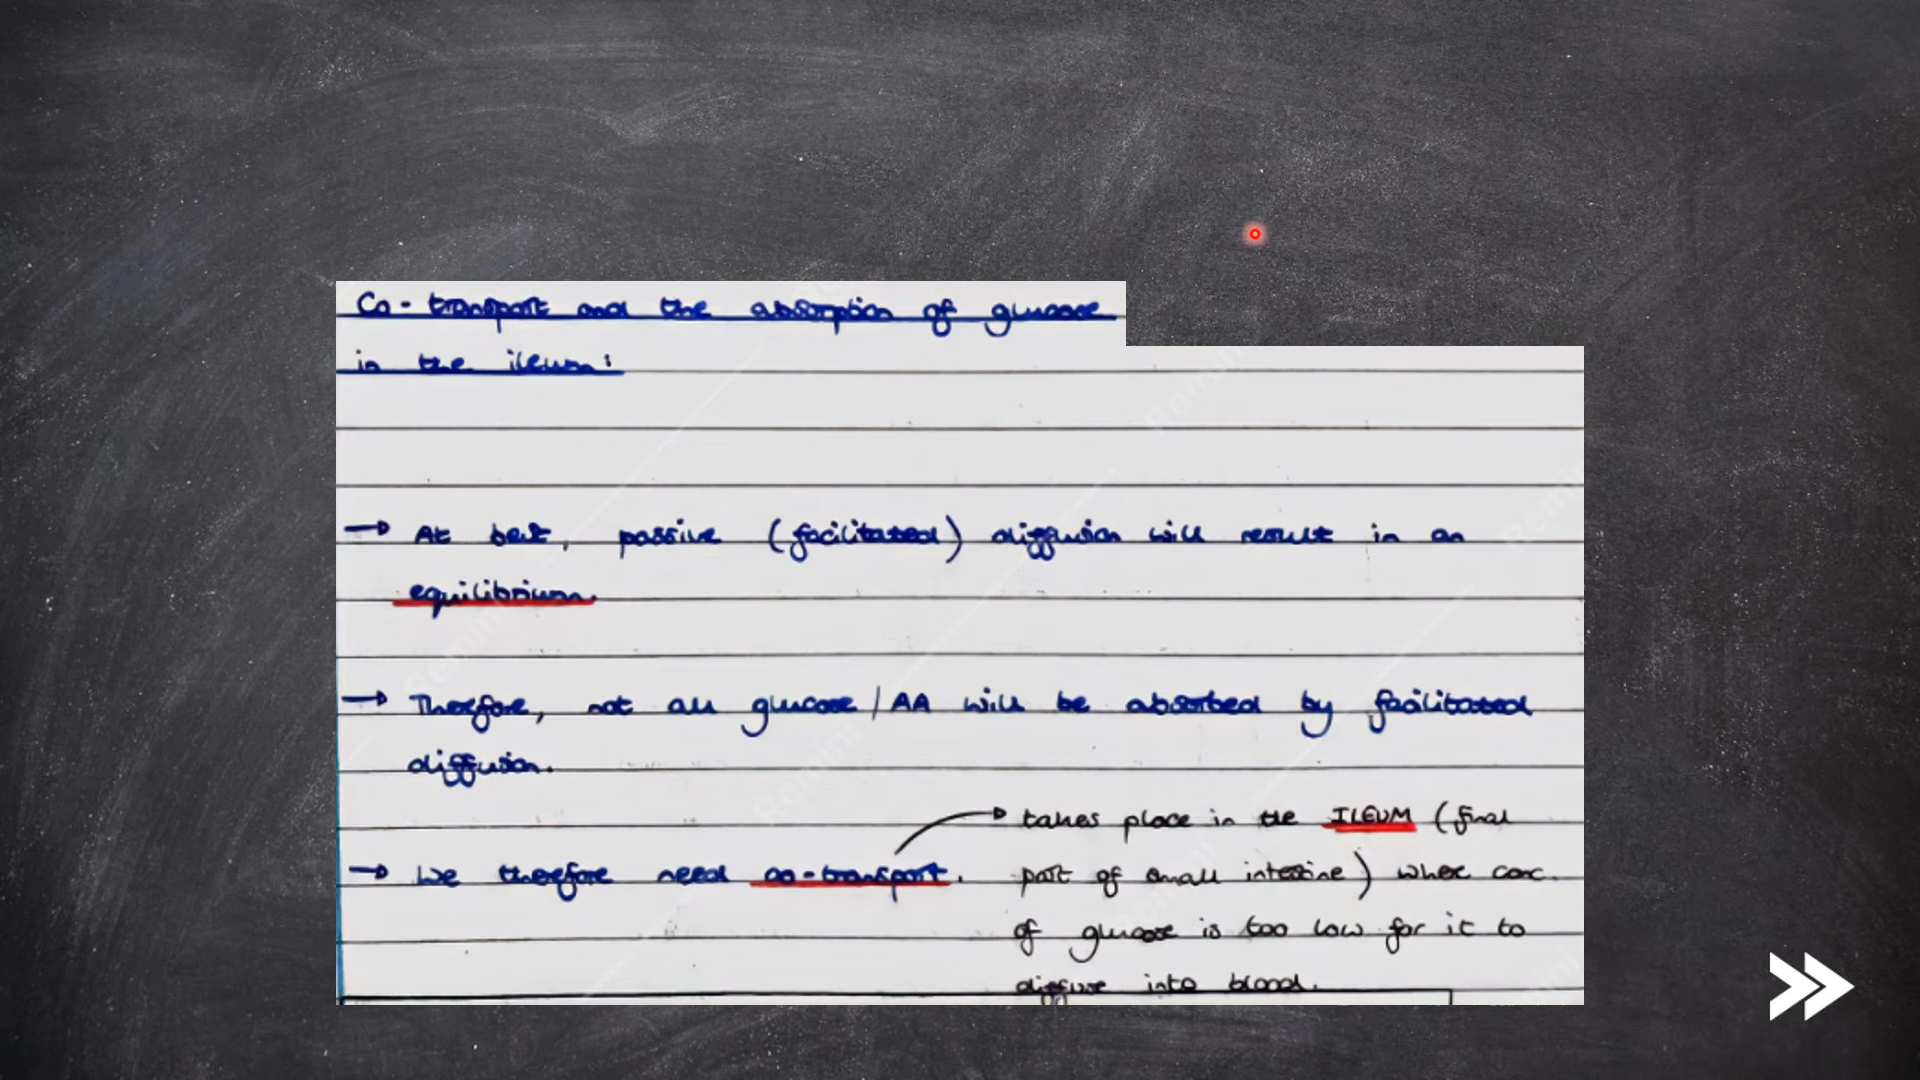 Co-transport and the absorption of glucose
in the ileum:
→ At best, passive (facilitated) diffusion will result in an
equilibrium.
→ Therefore, not all glucose/AA will be absorbed by facilitated
diffusion.
→ We therefore need co-transport.
takes place in the ILEUM (final
part of small intestine) where conc.
of glucose is too low for it to
diffuse into blood.